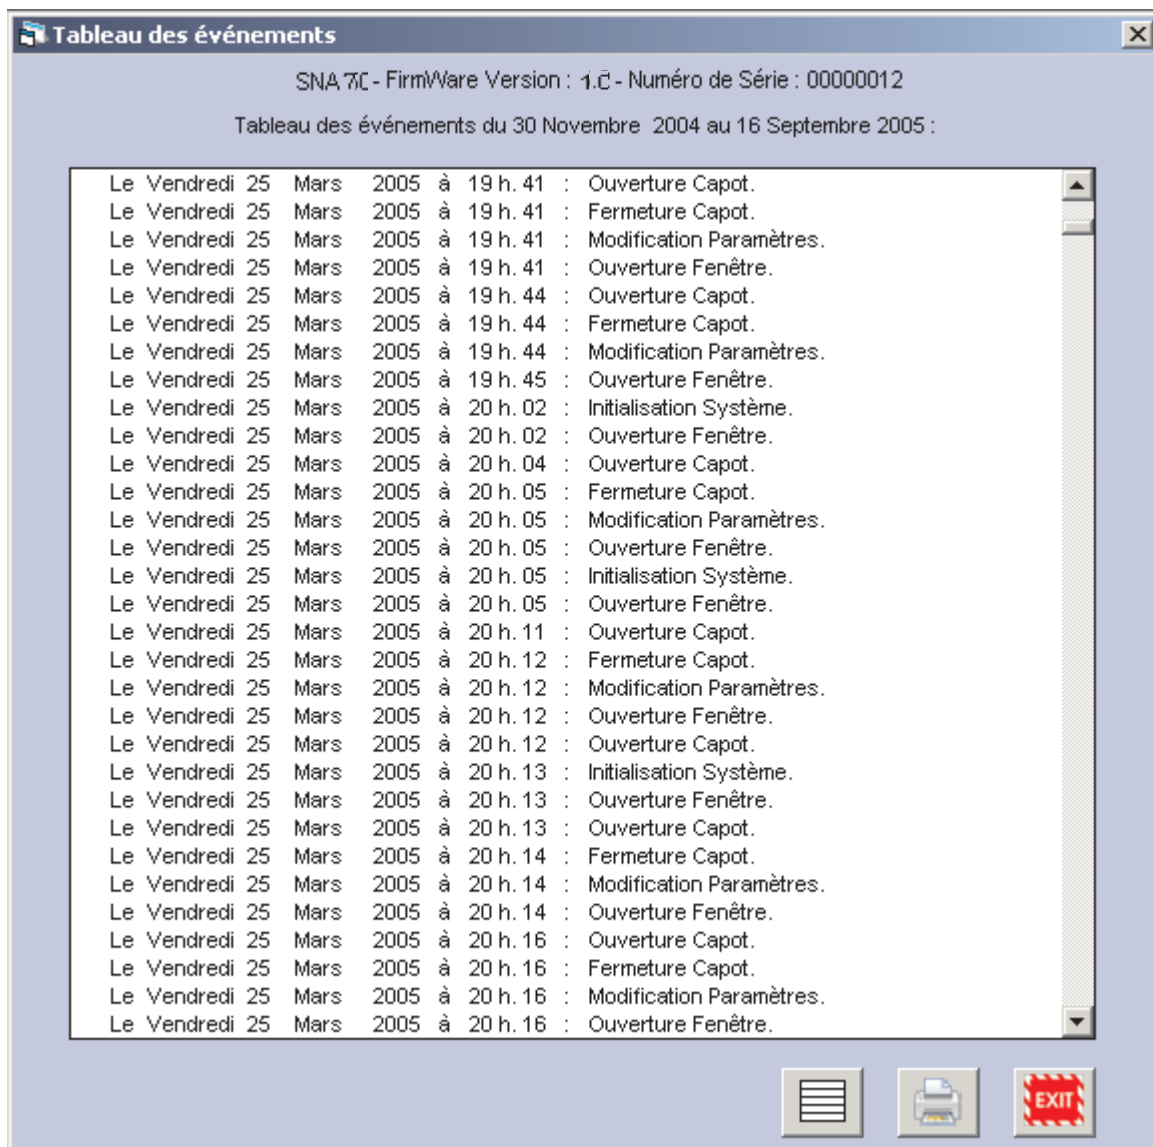 Tableau des événements
SNA 70 - FirmWare Version : 1.0 - Numéro de Série : 00000012
Tableau des événements du 30 Novembre 2004 au 16 Septembre 2005 :
Le Vendredi 25 Mars 2005 à 19 h. 41 : Ouverture Capot.
Le Vendredi 25 Mars 2005 à 19 h. 41 : Fermeture Capot.
Le Vendredi 25 Mars 2005 à 19 h. 41 : Modification Paramètres.
Le Vendredi 25 Mars 2005 à 19 h. 41 : Ouverture Fenêtre.
Le Vendredi 25 Mars 2005 à 19 h. 44 : Ouverture Capot.
Le Vendredi 25 Mars 2005 à 19 h. 44 : Fermeture Capot.
Le Vendredi 25 Mars 2005 à 19 h. 44 : Modification Paramètres.
Le Vendredi 25 Mars 2005 à 19 h. 45 : Ouverture Fenêtre.
Le Vendredi 25 Mars 2005 à 20 h. 02 : Initialisation Système.
Le Vendredi 25 Mars 2005 à 20 h. 02 : Ouverture Fenêtre.
Le Vendredi 25 Mars 2005 à 20 h. 04 : Ouverture Capot.
Le Vendredi 25 Mars 2005 à 20 h. 05 : Fermeture Capot.
Le Vendredi 25 Mars 2005 à 20 h. 05 : Modification Paramètres.
Le Vendredi 25 Mars 2005 à 20 h. 05 : Ouverture Fenêtre.
Le Vendredi 25 Mars 2005 à 20 h. 05 : Initialisation Système.
Le Vendredi 25 Mars 2005 à 20 h. 05 : Ouverture Fenêtre.
Le Vendredi 25 Mars 2005 à 20 h. 11 : Ouverture Capot.
Le Vendredi 25 Mars 2005 à 20 h. 12 : Fermeture Capot.
Le Vendredi 25 Mars 2005 à 20 h. 12 : Modification Paramètres.
Le Vendredi 25 Mars 2005 à 20 h. 12 : Ouverture Fenêtre.
Le Vendredi 25 Mars 2005 à 20 h. 12 : Ouverture Capot.
Le Vendredi 25 Mars 2005 à 20 h. 13 : Initialisation Système.
Le Vendredi 25 Mars 2005 à 20 h. 13 : Ouverture Fenêtre.
Le Vendredi 25 Mars 2005 à 20 h. 13 : Ouverture Capot.
Le Vendredi 25 Mars 2005 à 20 h. 14 : Fermeture Capot.
Le Vendredi 25 Mars 2005 à 20 h. 14 : Modification Paramètres.
Le Vendredi 25 Mars 2005 à 20 h. 14 : Ouverture Fenêtre.
Le Vendredi 25 Mars 2005 à 20 h. 16 : Ouverture Capot.
Le Vendredi 25 Mars 2005 à 20 h. 16 : Fermeture Capot.
Le Vendredi 25 Mars 2005 à 20 h. 16 : Modification Paramètres.
Le Vendredi 25 Mars 2005 à 20 h. 16 : Ouverture Fenêtre.
EXIT